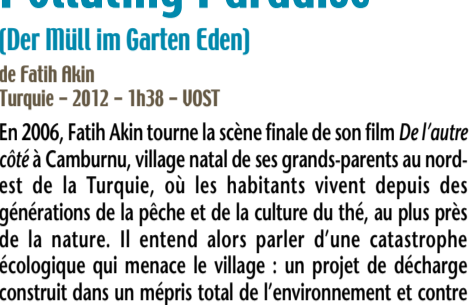 Polluting Paradise
(Der Müll im Garten Eden)
de Fatih Akin
Turquie – 2012 – 1h38 – VOST
En 2006, Fatih Akin tourne la scène finale de son film De l'autre
côté à Camburnu, village natal de ses grands-parents au nord-
est de la Turquie, où les habitants vivent depuis des
générations de la pêche et de la culture du thé, au plus près
de la nature. Il entend alors parler d'une catastrophe
écologique qui menace le village : un projet de décharge
construit dans un mépris total de l'environnement et contre